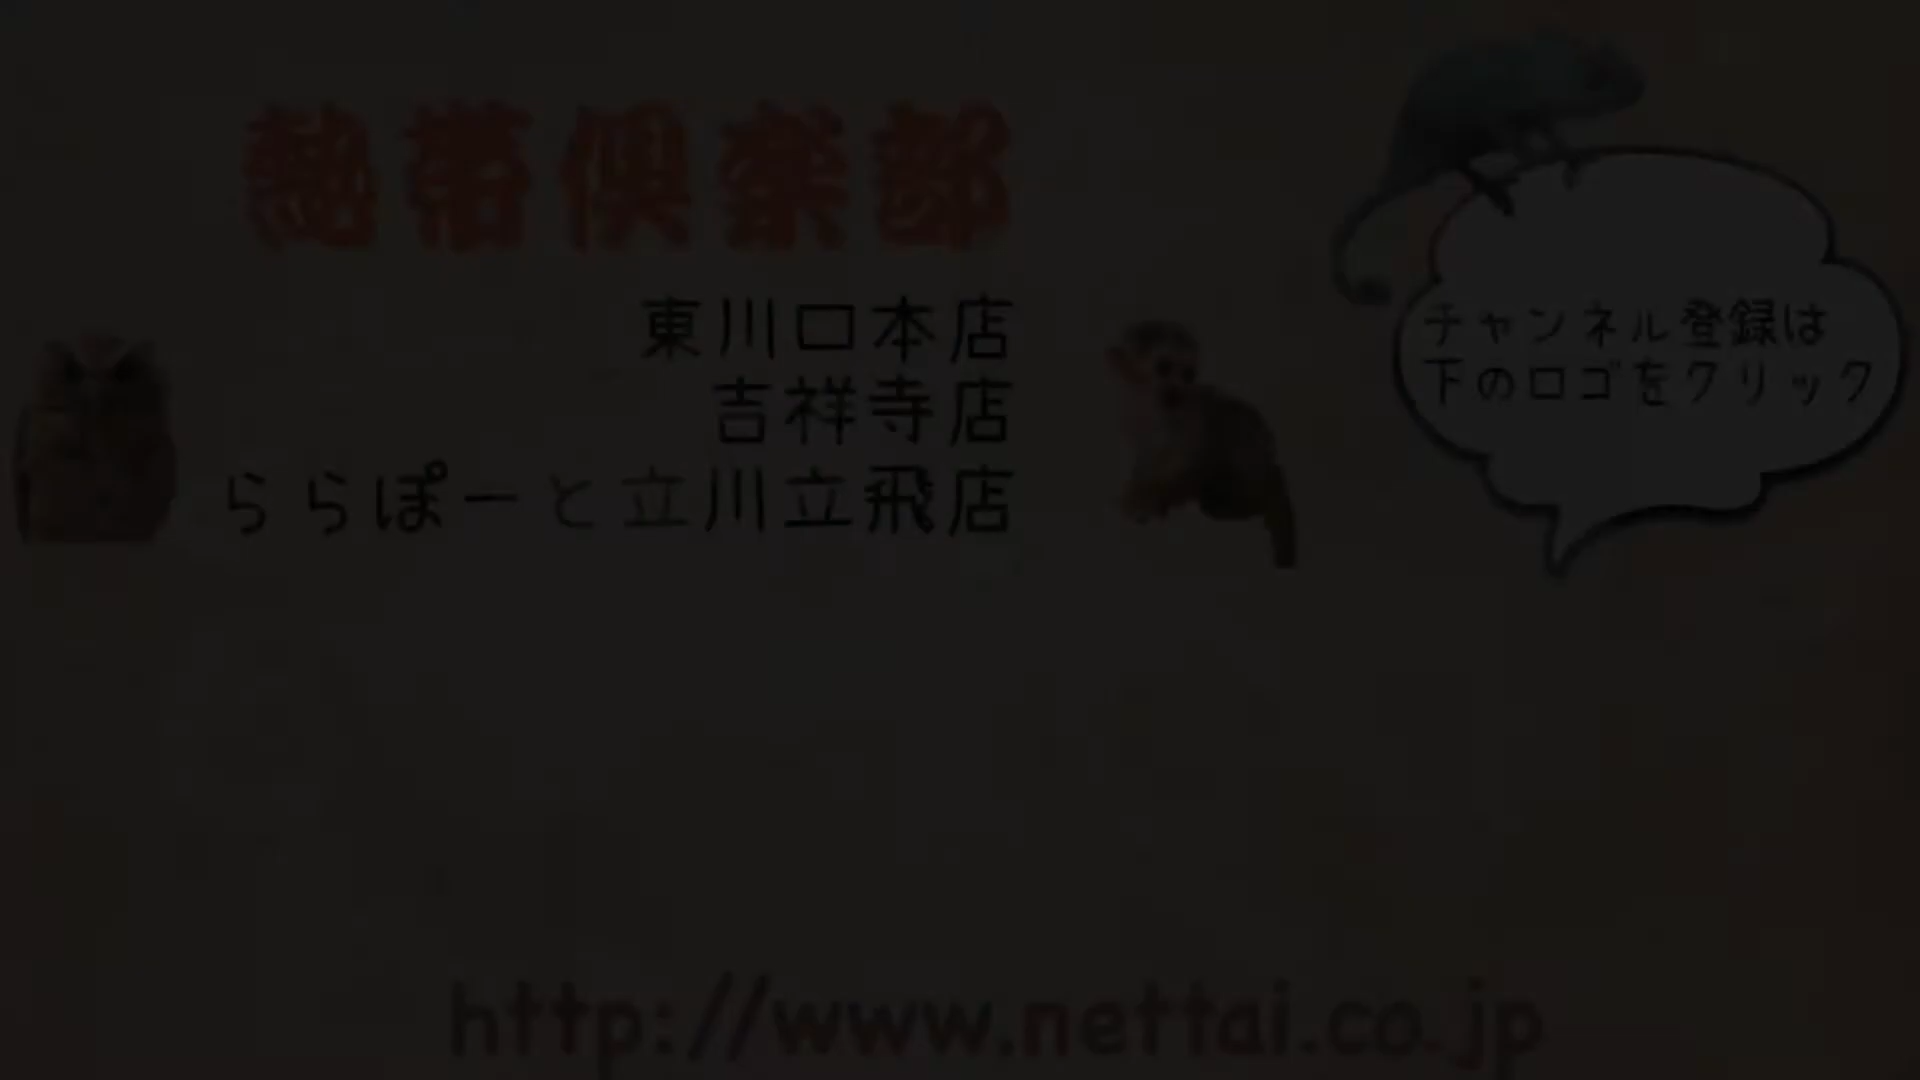 熱帯倶楽部
東川口本店
吉祥寺店
ららぽーと立川立飛店
チャンネル登録は
下のロゴをクリック
http://www.nettai.co.jp